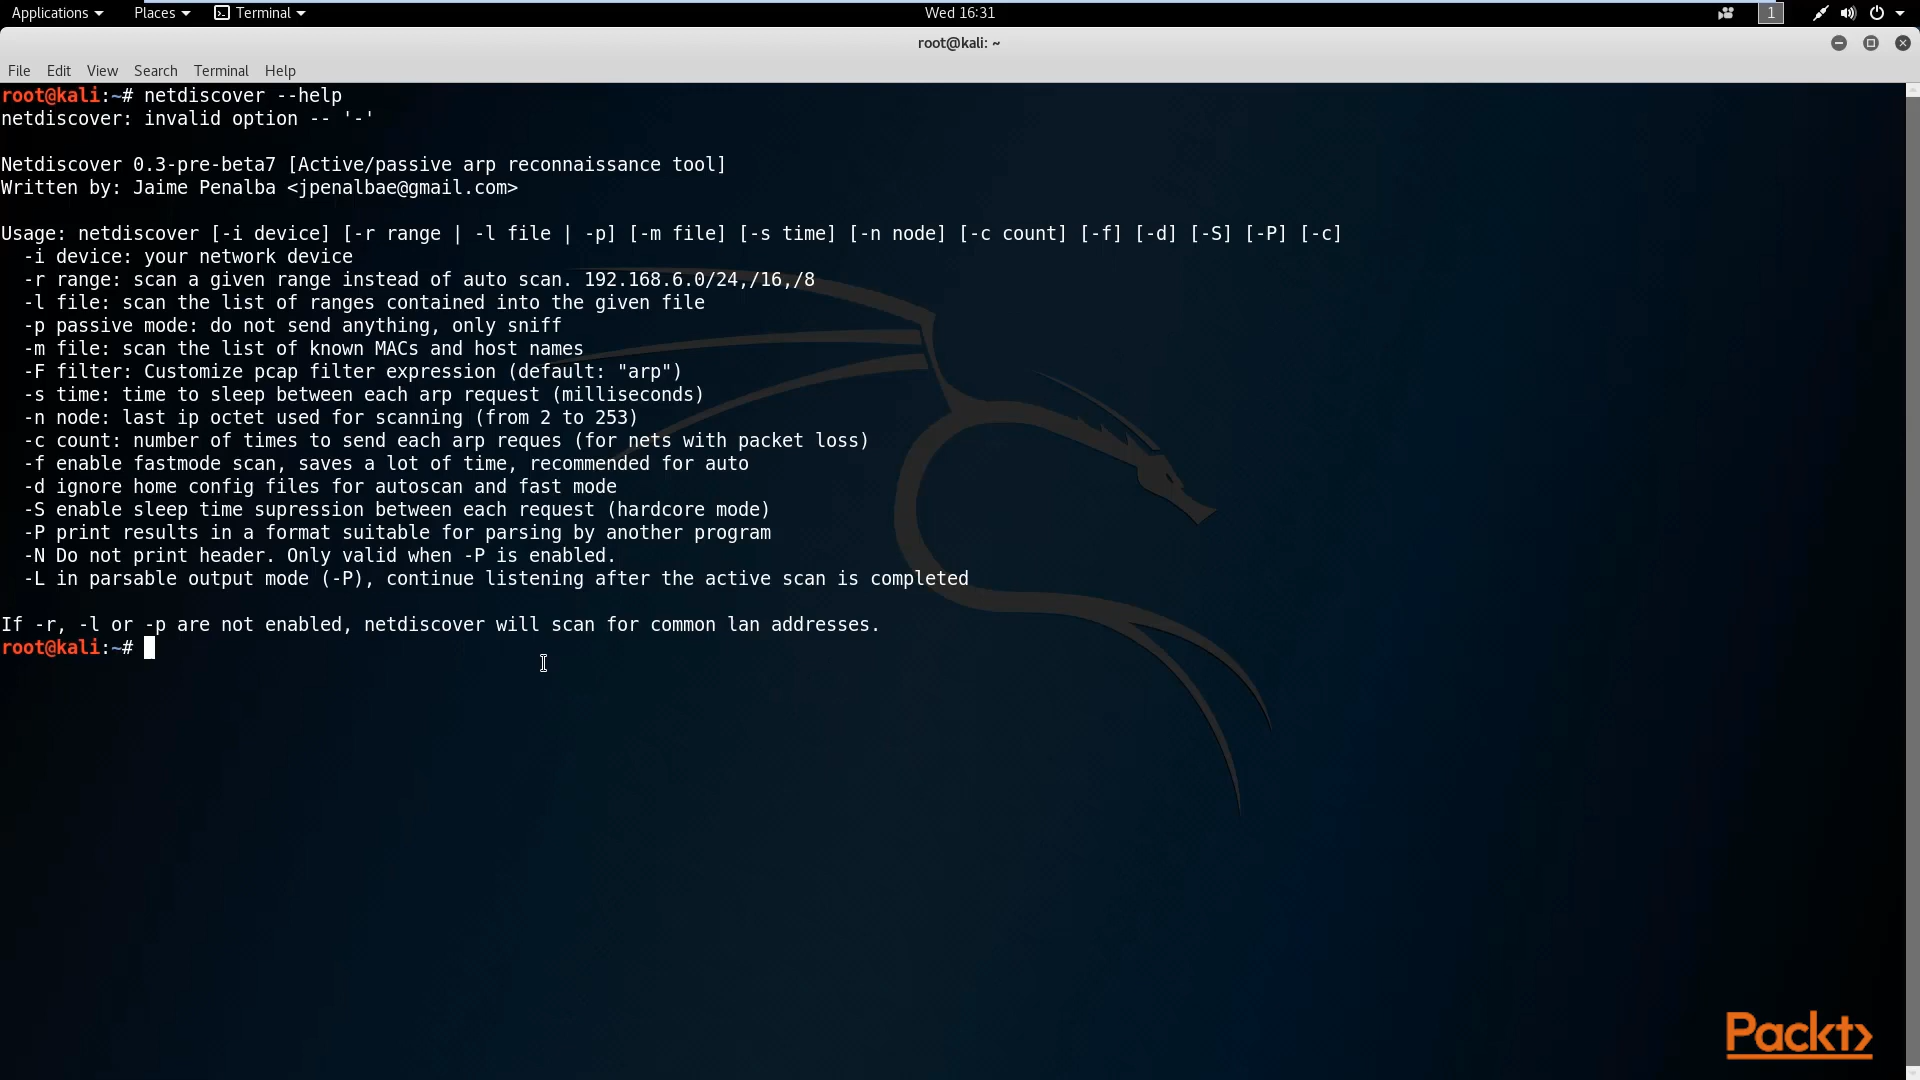 Applications Places Terminal Wed 16:31 1
root@kali: ~
File Edit View Search Terminal Help
root@kali:~# netdiscover --help
netdiscover: invalid option -- '-'
Netdiscover 0.3-pre-beta7 [Active/passive arp reconnaissance tool]
Written by: Jaime Penalba <jpenalbae@gmail.com>
Usage: netdiscover [-i device] [-r range | -l file | -p] [-m file] [-s time] [-n node] [-c count] [-f] [-d] [-S] [-P] [-c]
-i device: your network device
-r range: scan a given range instead of auto scan. 192.168.6.0/24,/16,/8
-l file: scan the list of ranges contained into the given file
-p passive mode: do not send anything, only sniff
-m file: scan the list of known MACs and host names
-F filter: Customize pcap filter expression (default: "arp")
-s time: time to sleep between each arp request (milliseconds)
-n node: last ip octet used for scanning (from 2 to 253)
-c count: number of times to send each arp reques (for nets with packet loss)
-f enable fastmode scan, saves a lot of time, recommended for auto
-d ignore home config files for autoscan and fast mode
-S enable sleep time supression between each request (hardcore mode)
-P print results in a format suitable for parsing by another program
-N Do not print header. Only valid when -P is enabled.
-L in parsable output mode (-P), continue listening after the active scan is completed
If -r, -l or -p are not enabled, netdiscover will scan for common lan addresses.
root@kali:~#
Packt>